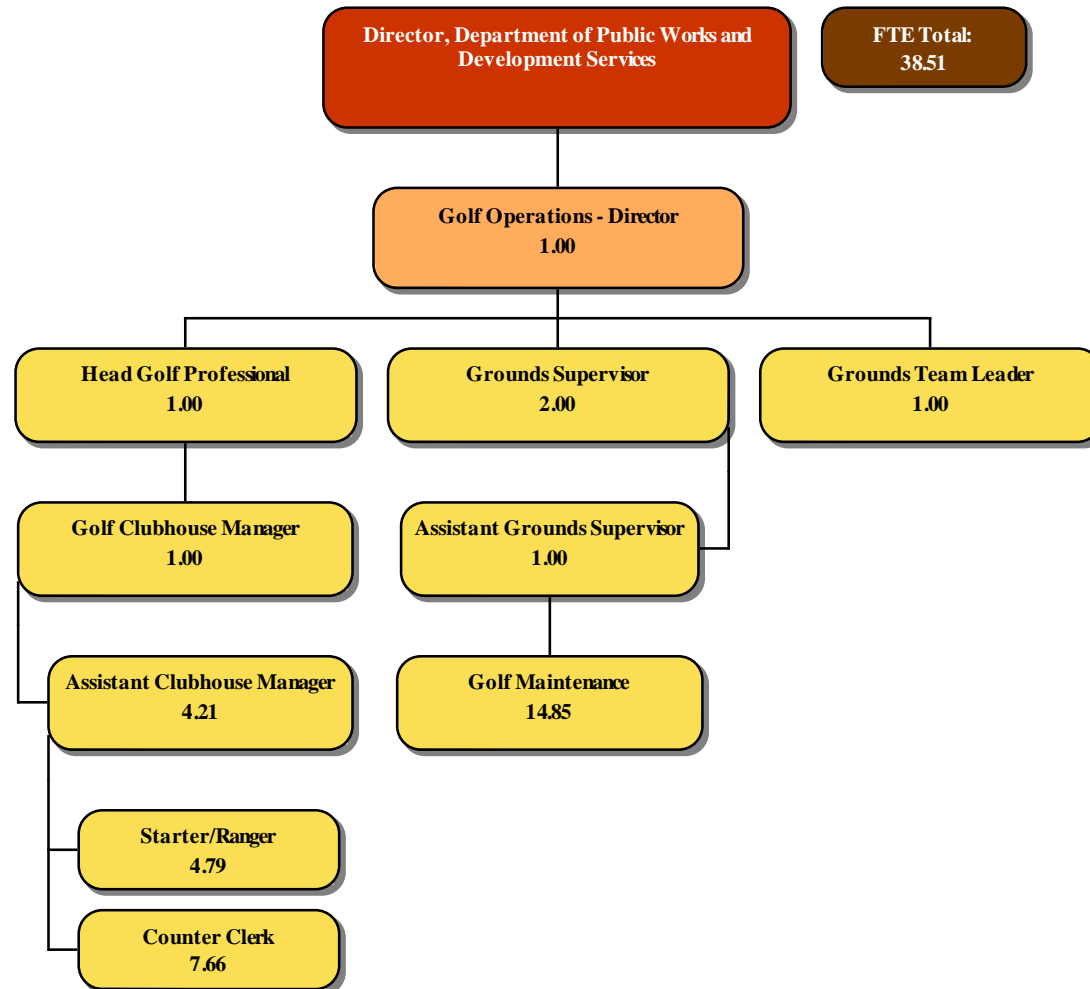 Director, Department of Public Works and
Development Services
FTE Total:
38.51
Golf Operations - Director
1.00
Head Golf Professional
1.00
Grounds Supervisor
2.00
Grounds Team Leader
1.00
Golf Clubhouse Manager
1.00
Assistant Grounds Supervisor
1.00
Assistant Clubhouse Manager
4.21
Golf Maintenance
14.85
Starter/Ranger
4.79
Counter Clerk
7.66